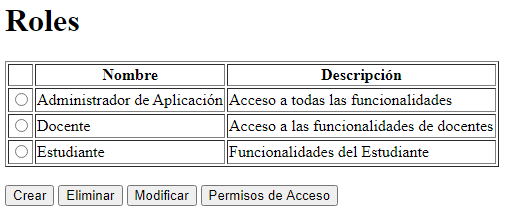 Roles
Nombre Descripción
Administrador de Aplicación Acceso a todas las funcionalidades
Docente Acceso a las funcionalidades de docentes
Estudiante Funcionalidades del Estudiante
Crear Eliminar Modificar Permisos de Acceso